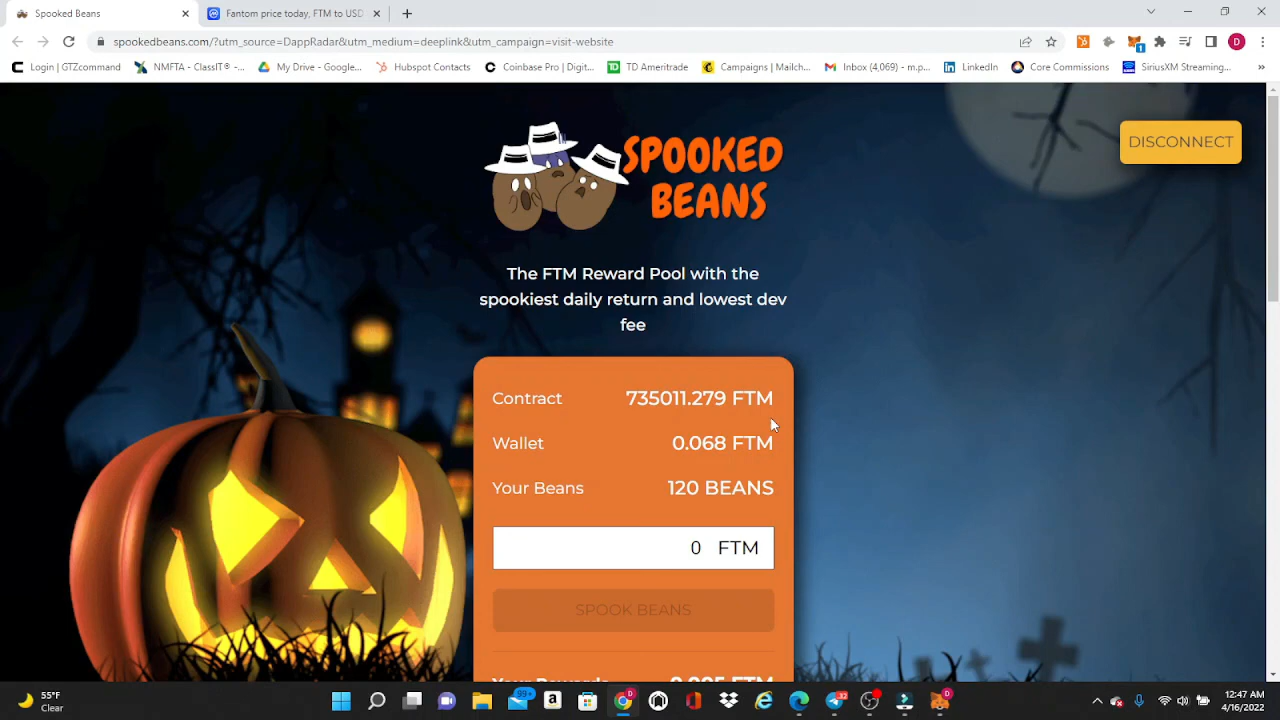 Spooked Beans
Fantom price today, FTM to USD
spookedbeans.com/?utm_source=DappRadar&utm_medium=deeplink&utm_campaign=visit-website
1
D
Login | GTZcommand
NMFTA – ClassIT® -...
My Drive - Google...
Hubspot Contacts
Coinbase Pro | Digit...
TD Ameritrade
Campaigns | Mailch...
Inbox (4,069) - m.p...
LinkedIn
Core Commissions
SiriusXM Streaming...
»
DISCONNECT
SPOOKED
BEANS
The FTM Reward Pool with the
spookiest daily return and lowest dev
fee
Contract 735011.279 FTM
Wallet 0.068 FTM
Your Beans 120 BEANS
0 FTM
SPOOK BEANS
55°F
Clear
99+
12:47 AM
4/16/2022